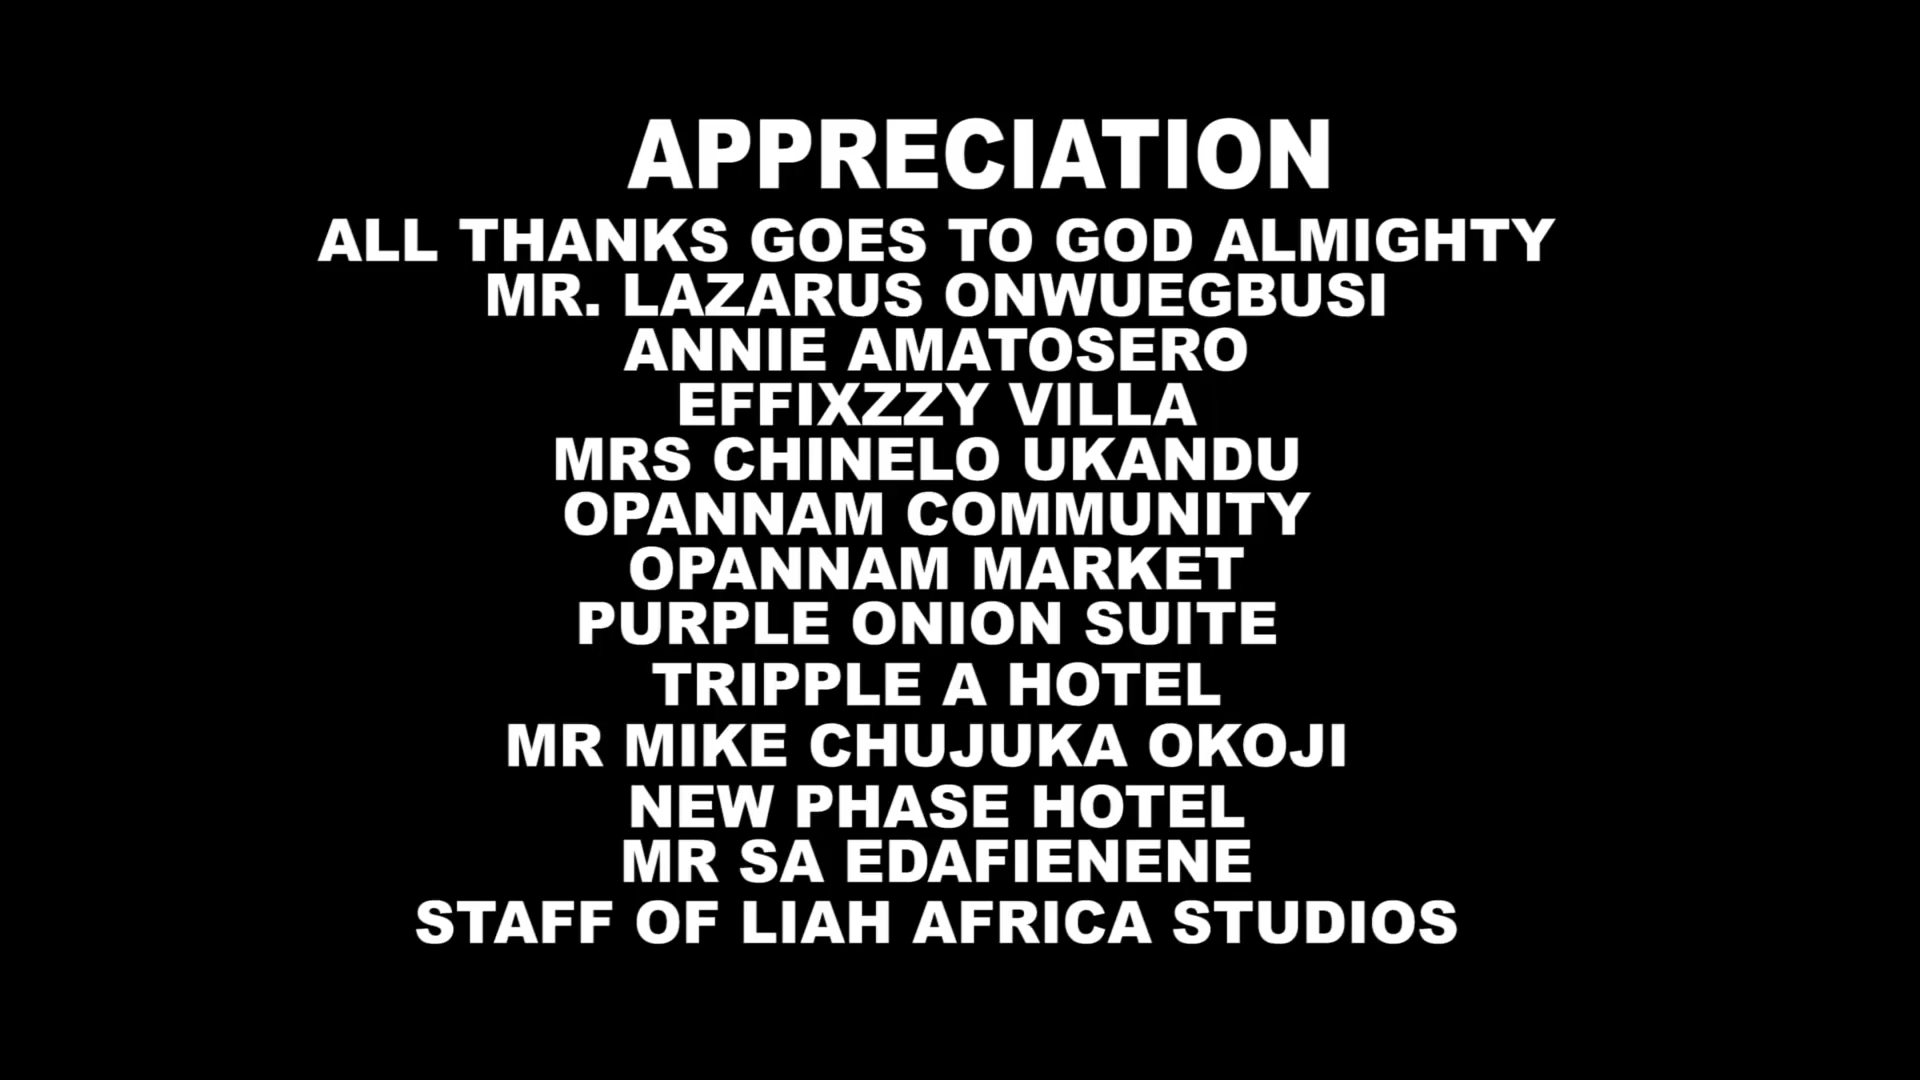 APPRECIATION
ALL THANKS GOES TO GOD ALMIGHTY
MR. LAZARUS ONWUEGBUSI
ANNIE AMATOSERO
EFFIXZZY VILLA
MRS CHINELO UKANDU
OPANNAM COMMUNITY
OPANNAM MARKET
PURPLE ONION SUITE
TRIPPLE A HOTEL
MR MIKE CHUJUKA OKOJI
NEW PHASE HOTEL
MR SA EDAFIENENE
STAFF OF LIAH AFRICA STUDIOS